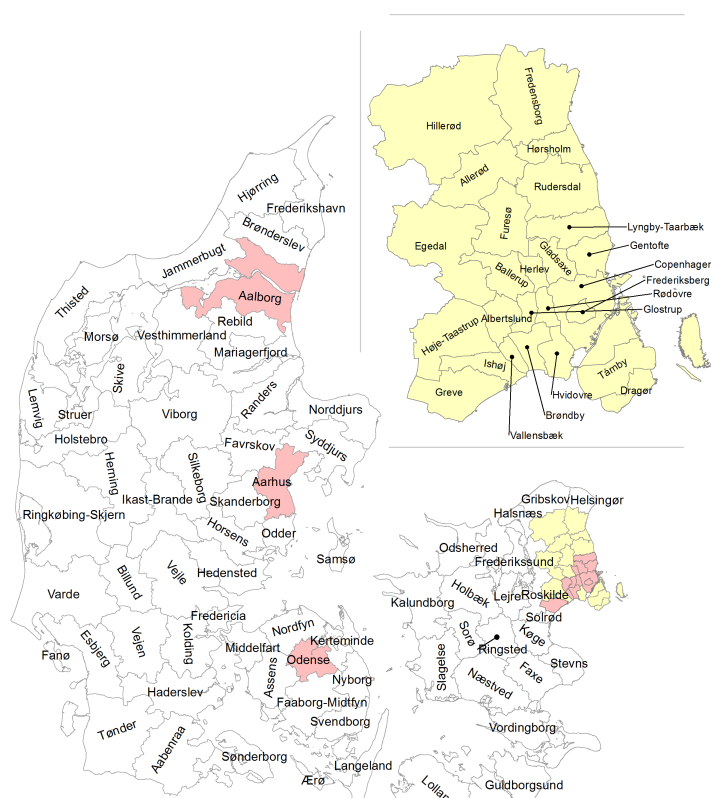 Fredensborg
Hillerød
Hørsholm
Allerød
Rudersdal
Furesø
Lyngby-Taarbæk
Egedal
Gladsaxe
Gentofte
Ballerup
Herlev
Copenhagen
Frederiksberg
Rødovre
Albertslund
Glostrup
Høje-Taastrup
Ishøj
Tårnby
Greve
Hvidovre
Dragør
Brøndby
Vallensbæk
Hjørring
Frederikshavn
Brønderslev
Jammerbugt
Thisted
Aalborg
Rebild
Morsø
Vesthimmerland
Mariagerfjord
Skive
Lemvig
Struer
Viborg
Randers
Norddjurs
Holstebro
Favrskov
Syddjurs
Herning
Silkeborg
Aarhus
Ikast-Brande
Skanderborg
Ringkøbing-Skjern
Horsens
Odder
Samsø
Billund
Vejle
Hedensted
Varde
Fredericia
Nordfyn
Esbjerg
Vejen
Kolding
Middelfart
Kerteminde
Fanø
Odense
Assens
Nyborg
Haderslev
Faaborg-Midtfyn
Svendborg
Tønder
Aabenraa
Sønderborg
Langeland
Ærø
Gribskov
Helsingør
Halsnæs
Odsherred
Frederikssund
Holbæk
Lejre
Roskilde
Kalundborg
Solrød
Sorø
Køge
Ringsted
Slagelse
Stevns
Faxe
Næstved
Vordingborg
Guldborgsund